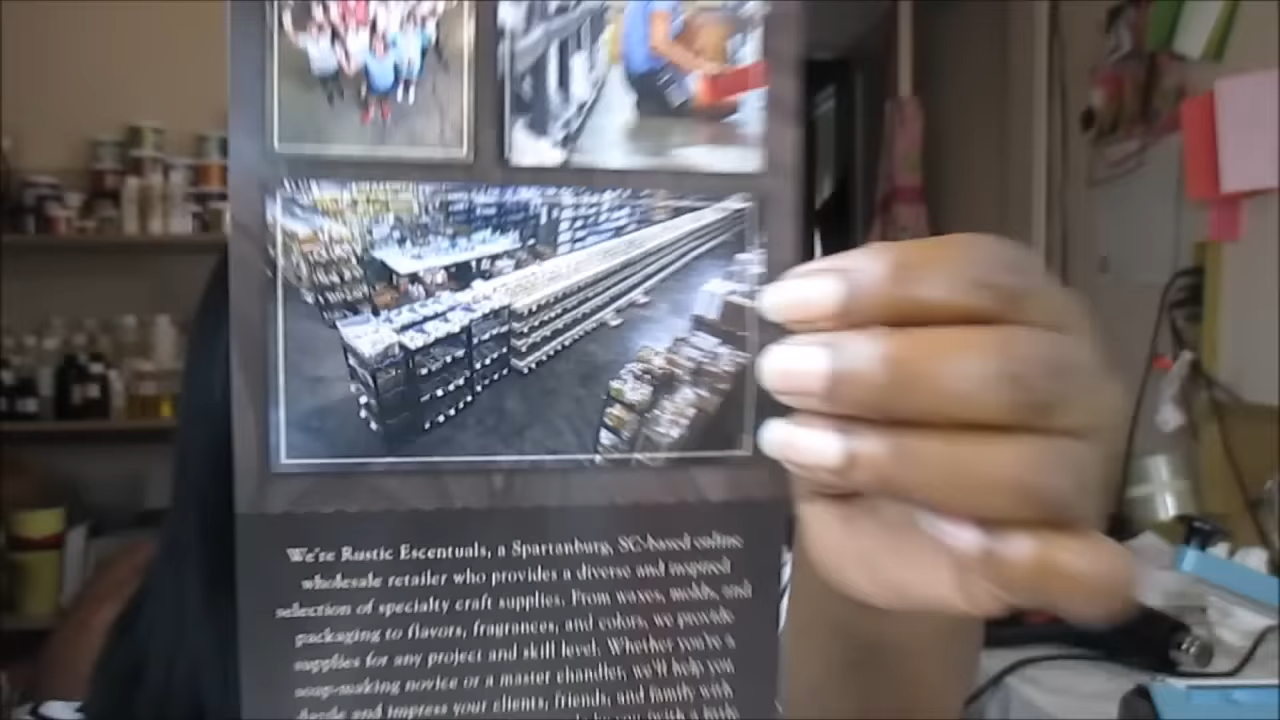 We're Rustic Escentuals, a Spartanburg, SC-based online
wholesale retailer who provides a diverse and inspired
selection of specialty craft supplies. From waxes, molds, and
packaging to flavors, fragrances, and colors, we provide
supplies for any project and skill level. Whether you're a
soap-making novice or a master chandler, we'll help you
dazzle and impress your clients, friends, and family with